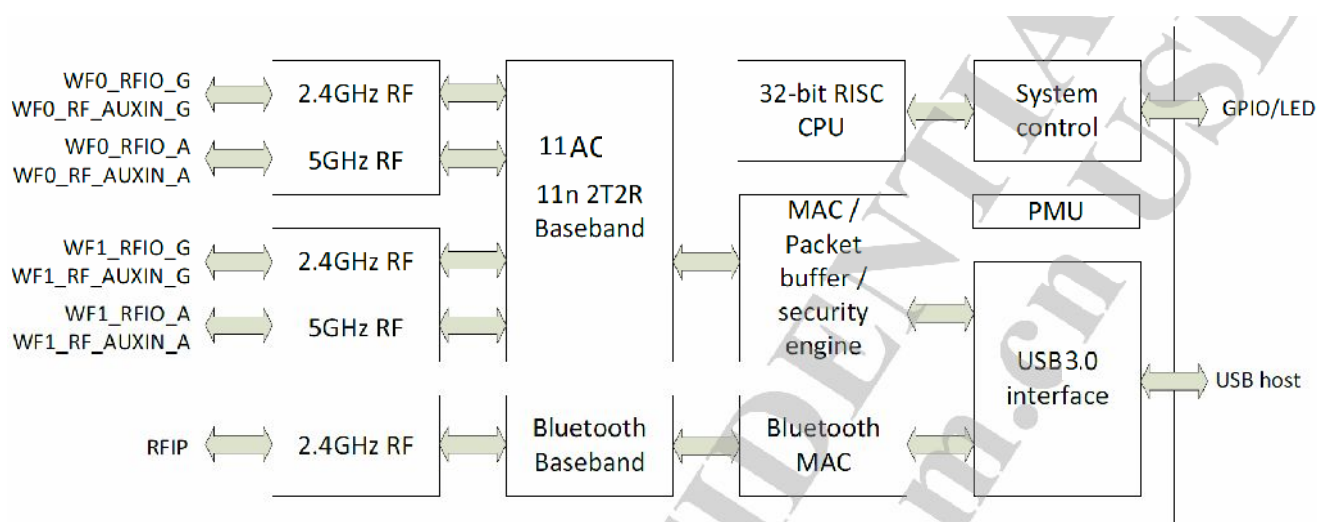 WF0_RFIO_G
WF0_RF_AUXIN_G
WF0_RFIO_A
WF0_RF_AUXIN_A
WF1_RFIO_G
WF1_RF_AUXIN_G
WF1_RFIO_A
WF1_RF_AUXIN_A
RFIP
2.4GHz RF
5GHz RF
2.4GHz RF
5GHz RF
2.4GHz RF
11AC
11n 2T2R
Baseband
Bluetooth
Baseband
32-bit RISC
CPU
MAC /
Packet
buffer /
security
engine
Bluetooth
MAC
System
control
PMU
USB3.0
interface
GPIO/LED
USB host